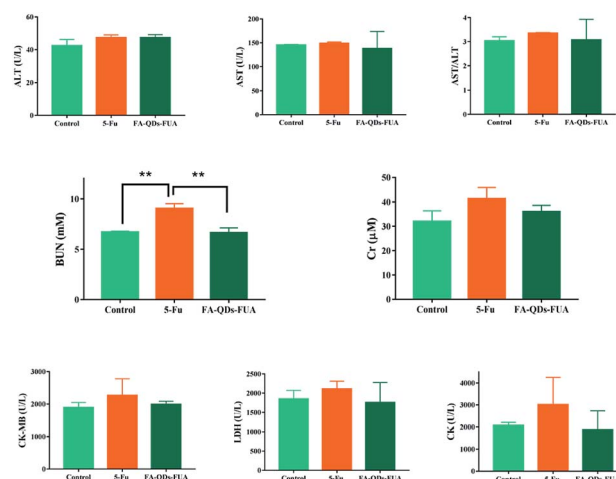 ALT (U/L)
60
40
20
0
Control 5-Fu FA-QDs-FUA
AST (U/L)
200
150
100
50
0
Control 5-Fu FA-QDs-FUA
AST/ALT
4
3
2
1
0
Control 5-Fu FA-QDs-FUA
BUN (mM)
10
5
0
** **
Control 5-Fu FA-QDs-FUA
Cr (μM)
50
40
30
20
10
0
Control 5-Fu FA-QDs-FUA
CK-MB (U/L)
3000
2000
1000
0
Control 5-Fu FA-QDs-FUA
LDH (U/L)
2500
2000
1500
1000
500
0
Control 5-Fu FA-QDs-FUA
CK (U/L)
5000
4000
3000
2000
1000
0
Control 5-Fu FA-QDs-FUA